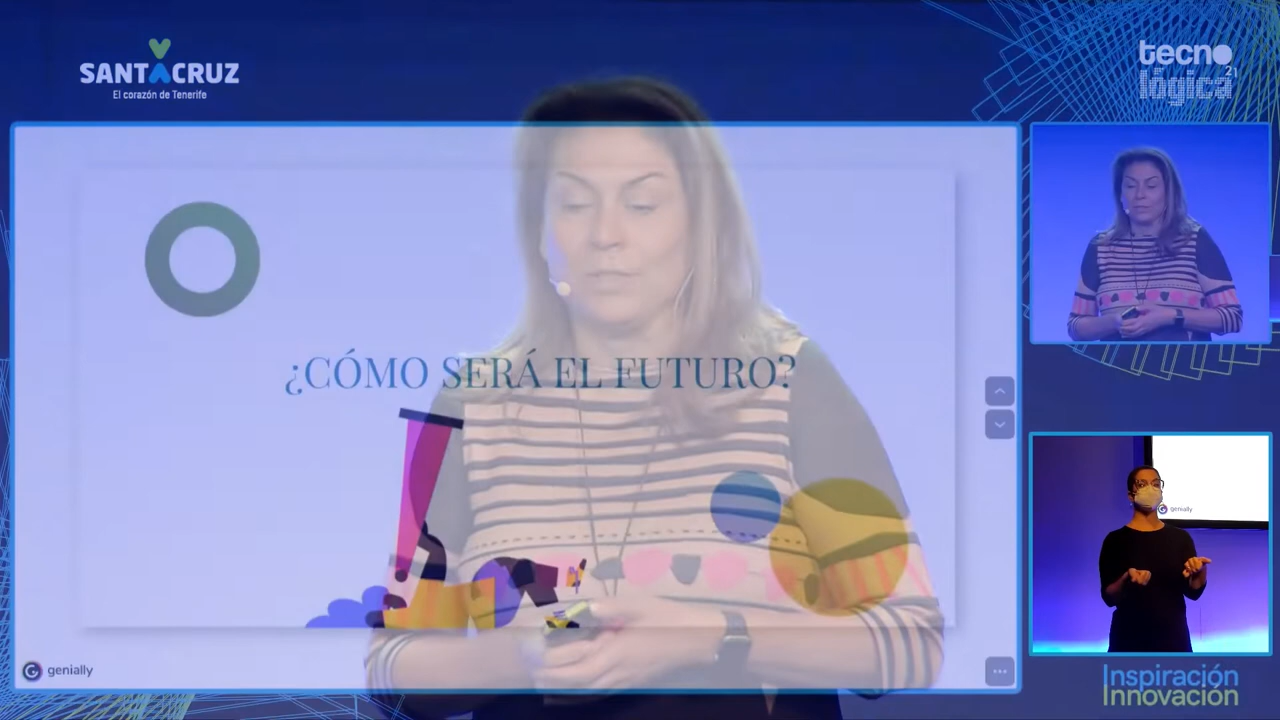 SANTACRUZ
El corazón de Tenerife
tecno
lógica 21
¿CÓMO SERÁ EL FUTURO?
genially
genially
Inspiración
Innovación